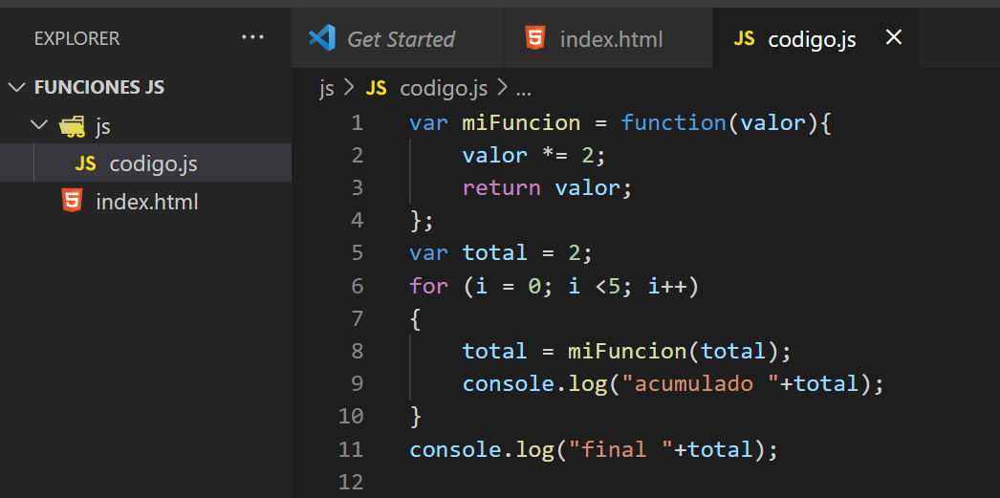 EXPLORER ...
FUNCIONES JS
js
JS codigo.js
index.html
Get Started
index.html
JS codigo.js ×
js > JS codigo.js > ...
1 var miFuncion = function(valor){
2 valor *= 2;
3 return valor;
4 };
5 var total = 2;
6 for (i = 0; i <5; i++)
7 {
8 total = miFuncion(total);
9 console.log("acumulado "+total);
10 }
11 console.log("final "+total);
12